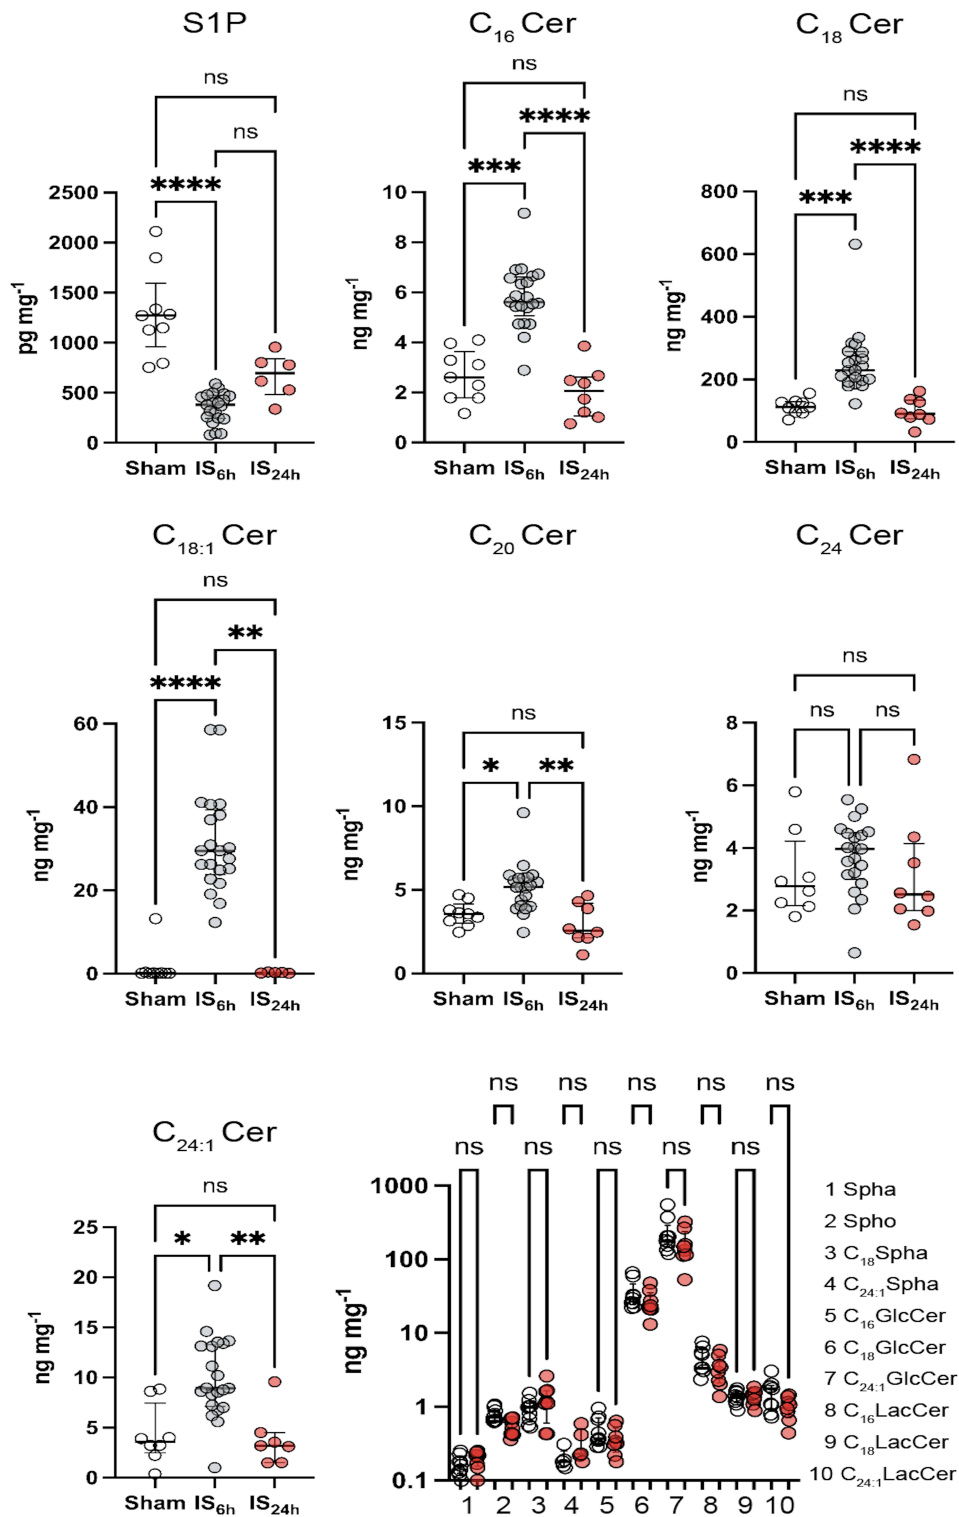 S1P
C16 Cer
C18 Cer
ns
ns
ns
ns
****
****
****
***
***
2500
2000
1500
1000
500
0
pg mg-1
10
8
6
4
2
0
ng mg-1
800
600
400
200
0
ng mg-1
Sham IS6h IS24h
Sham IS6h IS24h
Sham IS6h IS24h
C18:1 Cer
C20 Cer
C24 Cer
ns
**
****
ns
* **
ns
ns ns
60
40
20
0
ng mg-1
15
10
5
0
ng mg-1
8
6
4
2
0
ng mg-1
Sham IS6h IS24h
Sham IS6h IS24h
Sham IS6h IS24h
C24:1 Cer
ns
* **
25
20
15
10
5
0
ng mg-1
Sham IS6h IS24h
ns ns ns ns ns
ns ns ns ns ns
1000
100
10
1
0.1
ng mg-1
1 2 3 4 5 6 7 8 9 10
1 Spha
2 Spho
3 C18Spha
4 C24:1Spha
5 C16GlcCer
6 C18GlcCer
7 C24:1GlcCer
8 C16LacCer
9 C18LacCer
10 C24:1LacCer